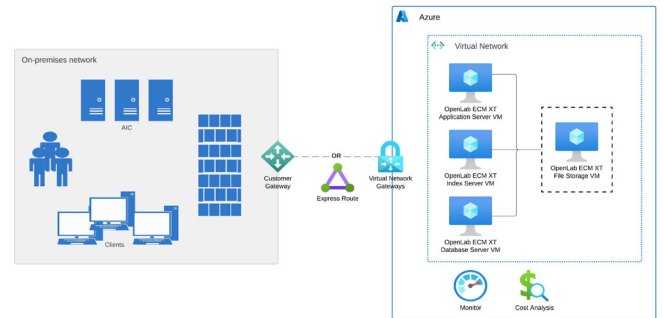 Azure
Virtual Network
On-premises network
AIC
Clients
Customer
Gateway
OR
Express Route
Virtual Network
Gateways
OpenLab ECM XT
Application Server VM
OpenLab ECM XT
Index Server VM
OpenLab ECM XT
Database Server VM
OpenLab ECM XT
File Storage VM
Monitor
Cost Analysis